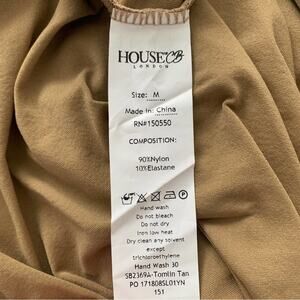 HOUSE OF CB
LONDON
Size: M
Made in China
RN#150550
COMPOSITION:
90%Nylon
10%Elastane
Hand wash
Do not bleach
Do not dry
Iron low heat
Dry clean any solvent
except
trichloroethylene
Hand Wash 30
SB2369A-Tomlin Tan
PO 171808SL01YN
151